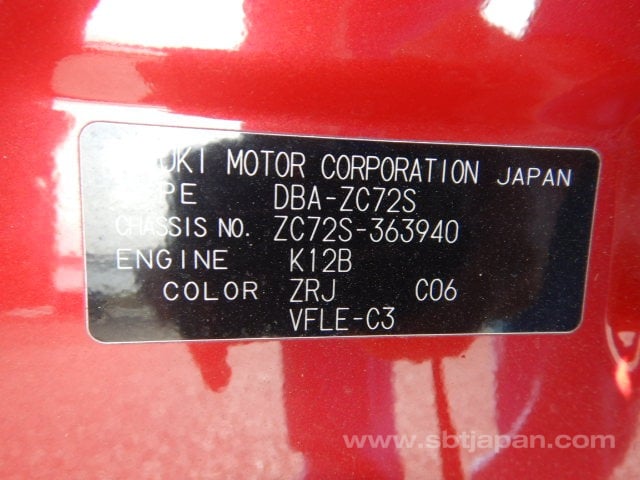 MOTOR CORPORATION JAPAN
DBA-ZC72S
CHASSIS NO. ZC72S-363940
ENGINE K12B
COLOR ZRJ C06
VFLE-C3
www.sbtjapan.com